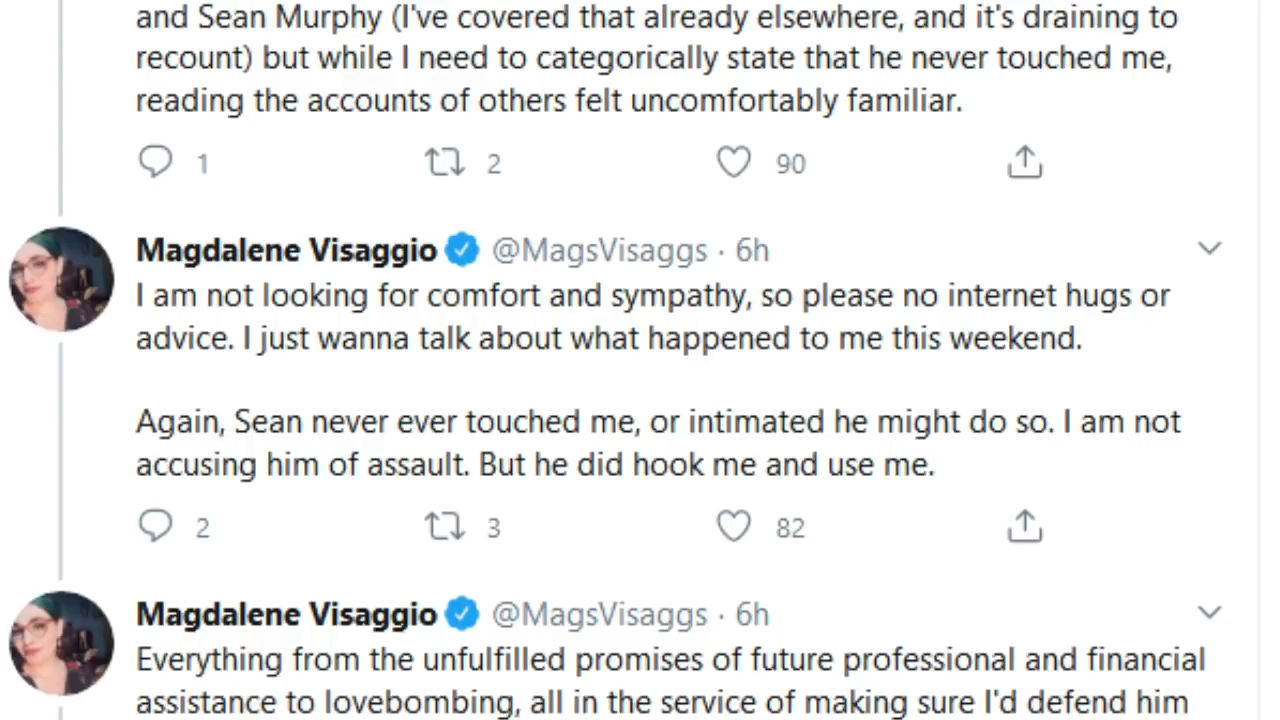 and Sean Murphy (I've covered that already elsewhere, and it's draining to
recount) but while I need to categorically state that he never touched me,
reading the accounts of others felt uncomfortably familiar.
1 2 90
Magdalene Visaggio @MagsVisaggs · 6h
I am not looking for comfort and sympathy, so please no internet hugs or
advice. I just wanna talk about what happened to me this weekend.
Again, Sean never ever touched me, or intimated he might do so. I am not
accusing him of assault. But he did hook me and use me.
2 3 82
Magdalene Visaggio @MagsVisaggs · 6h
Everything from the unfulfilled promises of future professional and financial
assistance to lovebombing, all in the service of making sure I'd defend him